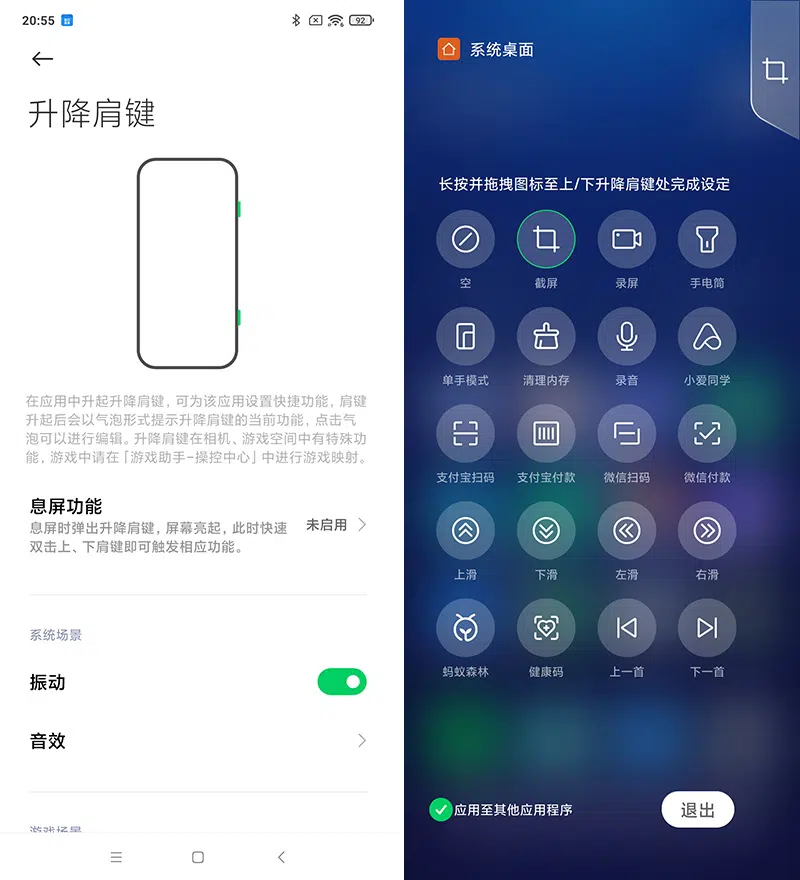 20:55
92
升降肩键
在应用中升起升降肩键，可为该应用设置快捷功能，肩键
升起后会以气泡形式提示升降肩键的当前功能，点击气
泡可以进行编辑。升降肩键在相机、游戏空间中有特殊功
能，游戏中请在「游戏助手-操控中心」中进行游戏映射。
息屏功能
息屏时弹出升降肩键，屏幕亮起，此时快速
双击上、下肩键即可触发相应功能。
未启用
系统场景
振动
音效
游戏场景
系统桌面
长按并拖拽图标至上/下升降肩键处完成设定
空 截屏 录屏 手电筒
单手模式 清理内存 录音 小爱同学
支付宝扫码 支付宝付款 微信扫码 微信付款
上滑 下滑 左滑 右滑
蚂蚁森林 健康码 上一首 下一首
应用至其他应用程序
退出